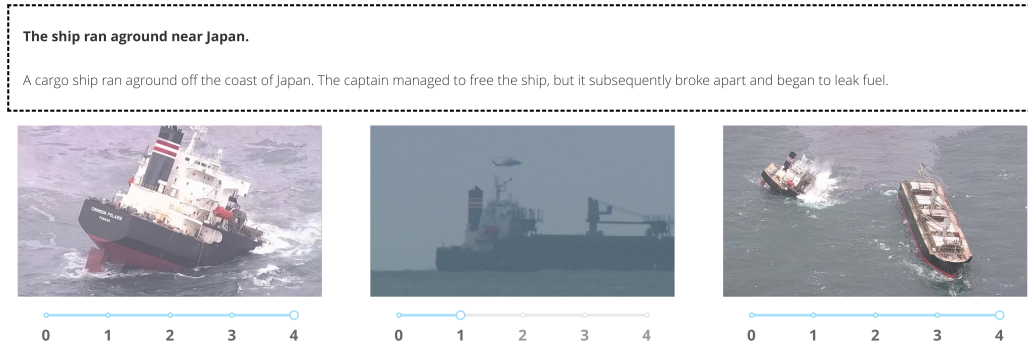 The ship ran aground near Japan.
A cargo ship ran aground off the coast of Japan. The captain managed to free the ship, but it subsequently broke apart and began to leak fuel.
CRIMSON POLARIS
PANAMA
0 1 2 3 4
0 1 2 3 4
0 1 2 3 4